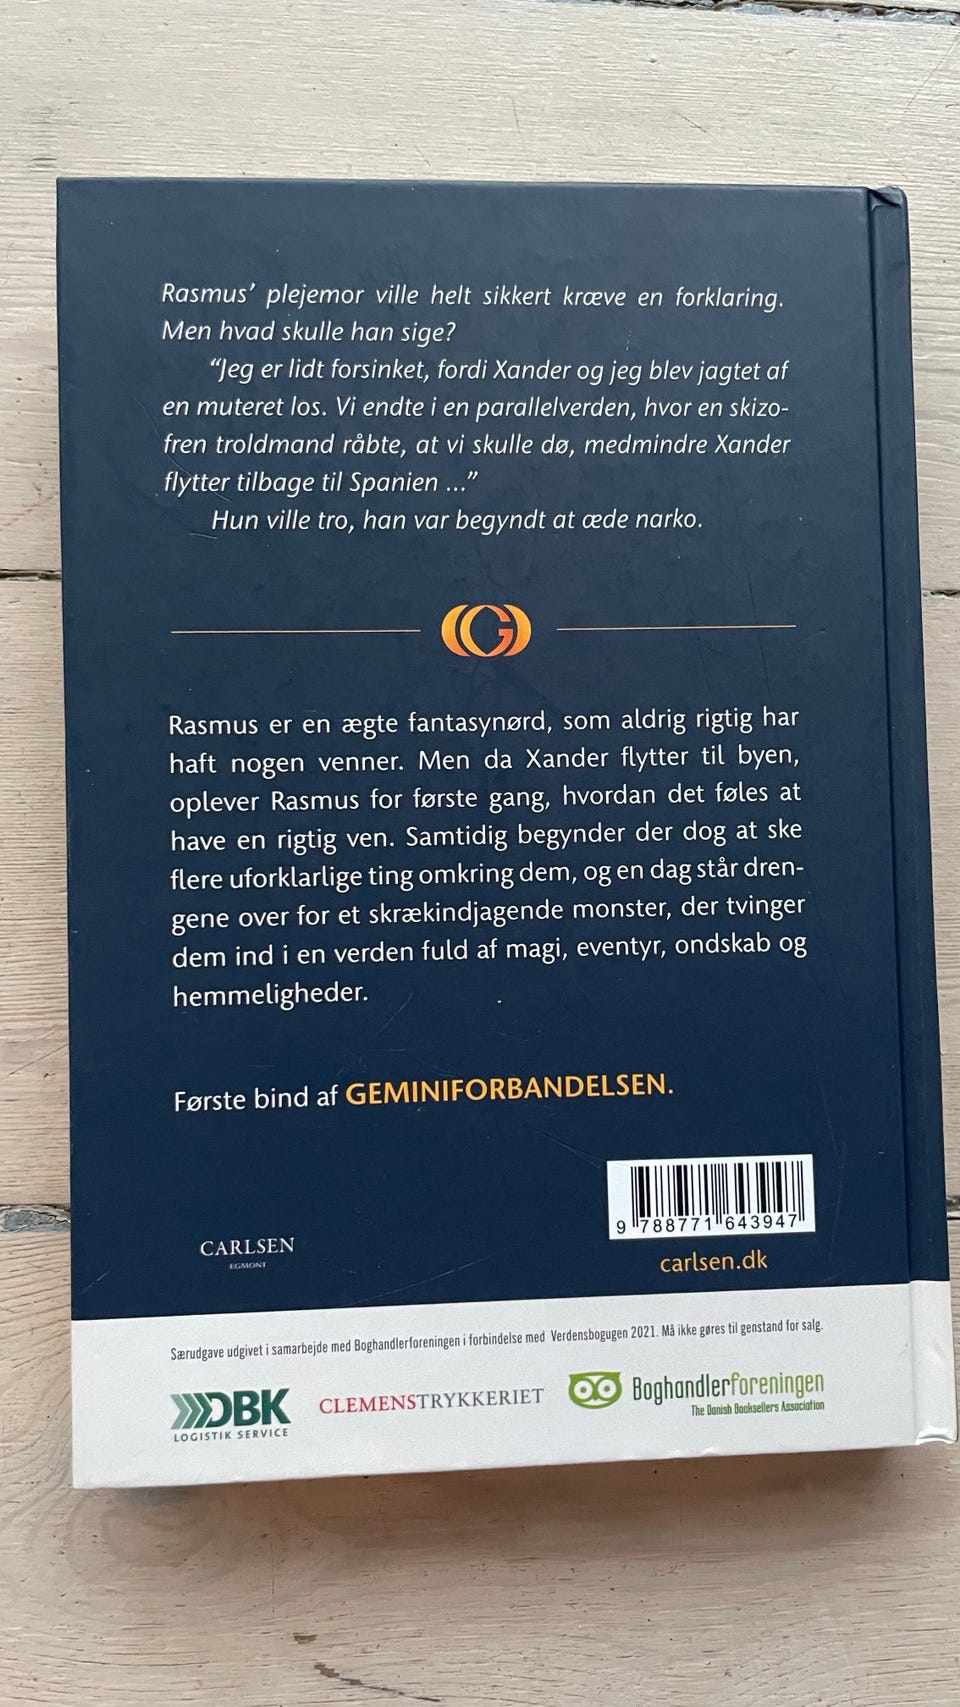 Rasmus’ plejemor ville helt sikkert kræve en forklaring.
Men hvad skulle han sige?
“Jeg er lidt forsinket, fordi Xander og jeg blev jagtet af
en muteret los. Vi endte i en parallelverden, hvor en skizo-
fren troldmand råbte, at vi skulle dø, medmindre Xander
flytter tilbage til Spanien ...”
Hun ville tro, han var begyndt at æde narko.
G
Rasmus er en ægte fantasynørd, som aldrig rigtig har
haft nogen venner. Men da Xander flytter til byen,
oplever Rasmus for første gang, hvordan det føles at
have en rigtig ven. Samtidig begynder der dog at ske
flere uforklarlige ting omkring dem, og en dag står dren-
gene over for et skrækindjagende monster, der tvinger
dem ind i en verden fuld af magi, eventyr, ondskab og
hemmeligheder.
Første bind af GEMINIFORBANDELSEN.
9 788771 643947
CARLSEN
EGMONT
carlsen.dk
Særudgave udgivet i samarbejde med Boghandlerforeningen i forbindelse med Verdensbogugen 2021. Må ikke gøres til genstand for salg.
DBK
LOGISTIK SERVICE
CLEMENSTRYKKERIET
Boghandlerforeningen
The Danish Booksellers Association